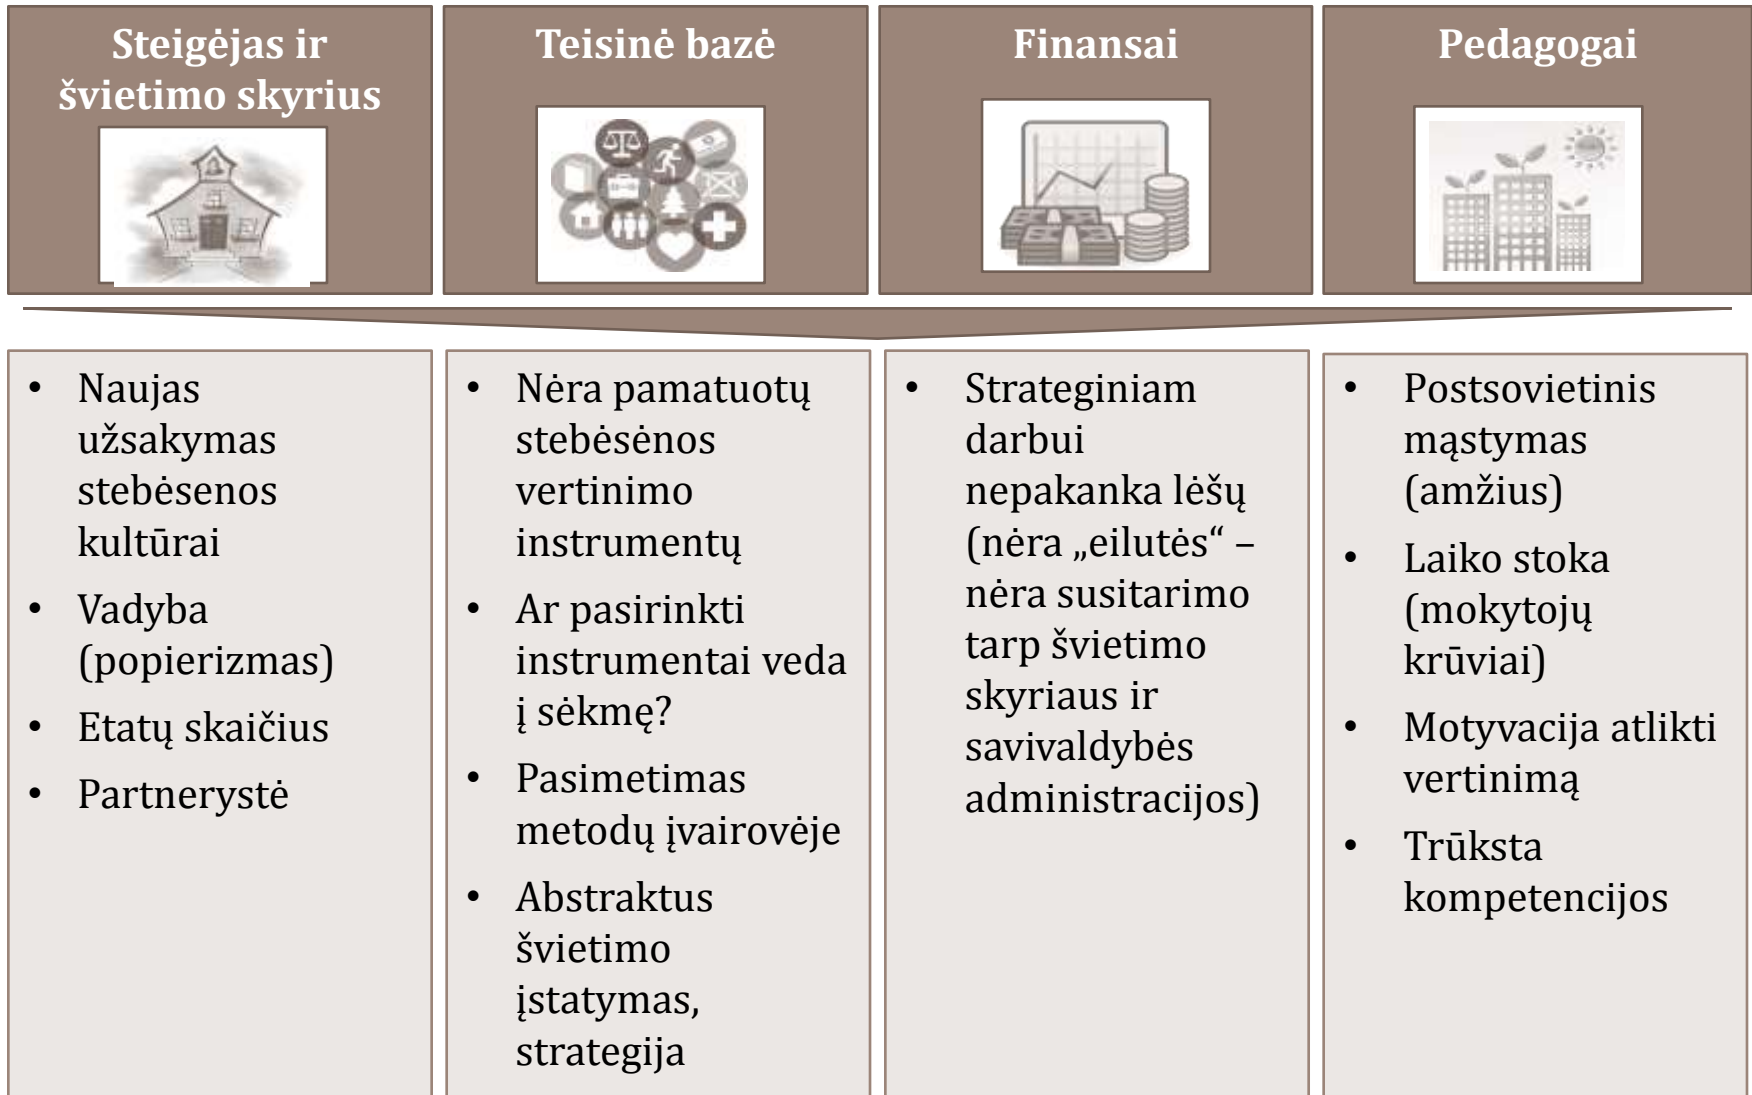 Steigėjas ir
švietimo skyrius
Teisinė bazė
Finansai
Pedagogai
• Naujas
užsakymas
stebėsenos
kultūrai
• Vadyba
(popierizmas)
• Etatų skaičius
• Partnerystė
• Nėra pamatuotų
stebėsėnos
vertinimo
instrumentų
• Ar pasirinkti
instrumentai veda
į sėkmę?
• Pasimetimas
metodų įvairovėje
• Abstraktus
švietimo
įstatymas,
strategija
• Strateginiam
darbui
nepakanka lėšų
(nėra „eilutės“ –
nėra susitarimo
tarp švietimo
skyriaus ir
savivaldybės
administracijos)
• Postsovietinis
mąstymas
(amžius)
• Laiko stoka
(mokytojų
krūviai)
• Motyvacija atlikti
vertinimą
• Trūksta
kompetencijos